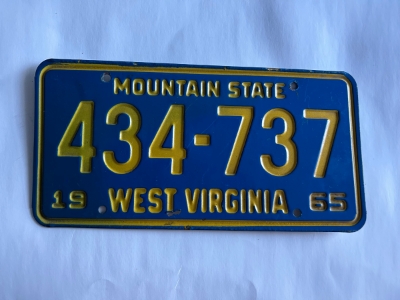 MOUNTAIN STATE
434-737
19 WEST VIRGINIA 65